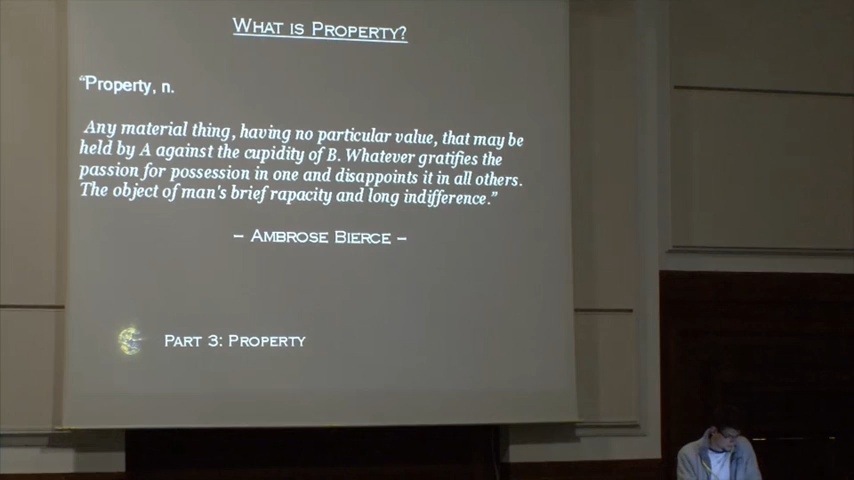 What is Property?
“Property, n.
Any material thing, having no particular value, that may be
held by A against the cupidity of B. Whatever gratifies the
passion for possession in one and disappoints it in all others.
The object of man's brief rapacity and long indifference.”
– Ambrose Bierce –
Part 3: Property